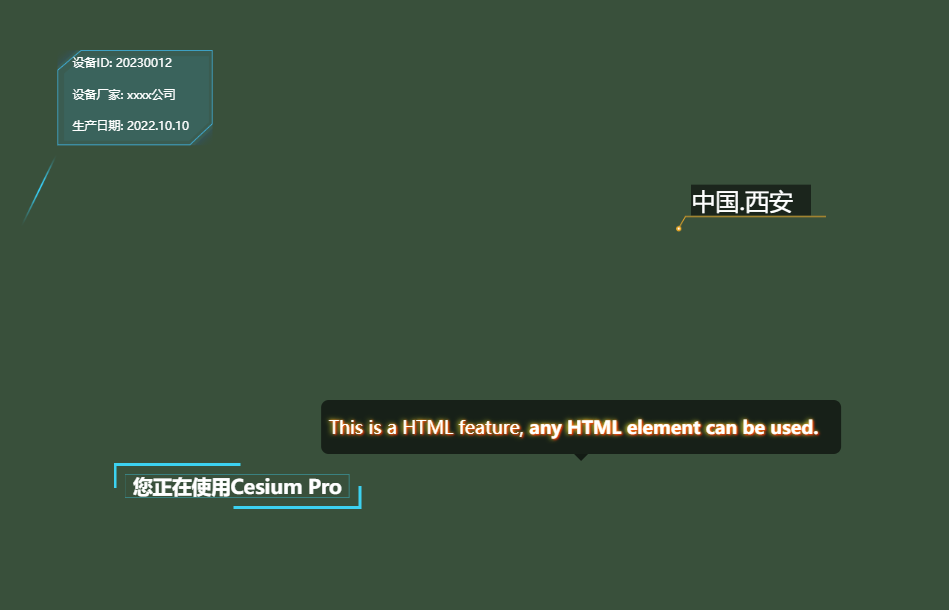 设备ID: 20230012
设备厂家: xxxx公司
生产日期: 2022.10.10
中国.西安
This is a HTML feature, any HTML element can be used.
您正在使用Cesium Pro